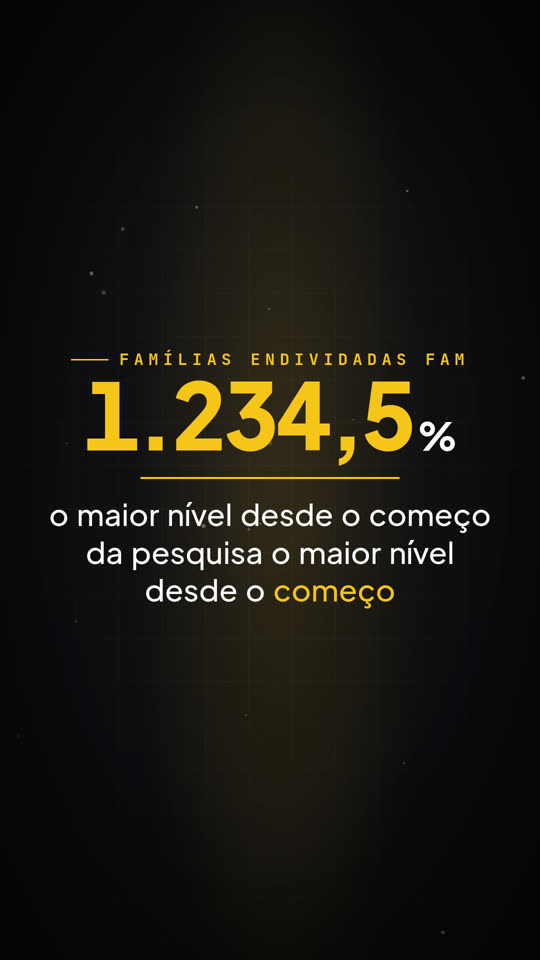 FAMÍLIAS ENDIVIDADAS FAM
1.234,5%
o maior nível desde o começo
da pesquisa o maior nível
desde o começo